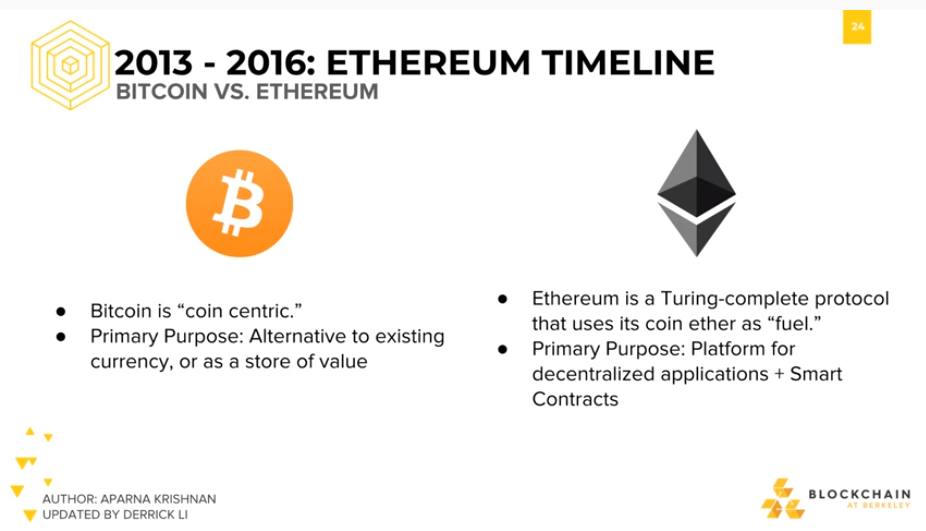 24
2013 - 2016: ETHEREUM TIMELINE
BITCOIN VS. ETHEREUM
● Bitcoin is “coin centric.”
● Primary Purpose: Alternative to existing
currency, or as a store of value
● Ethereum is a Turing-complete protocol
that uses its coin ether as “fuel.”
● Primary Purpose: Platform for
decentralized applications + Smart
Contracts
AUTHOR: APARNA KRISHNAN
UPDATED BY DERRICK LI
BLOCKCHAIN
AT BERKELEY